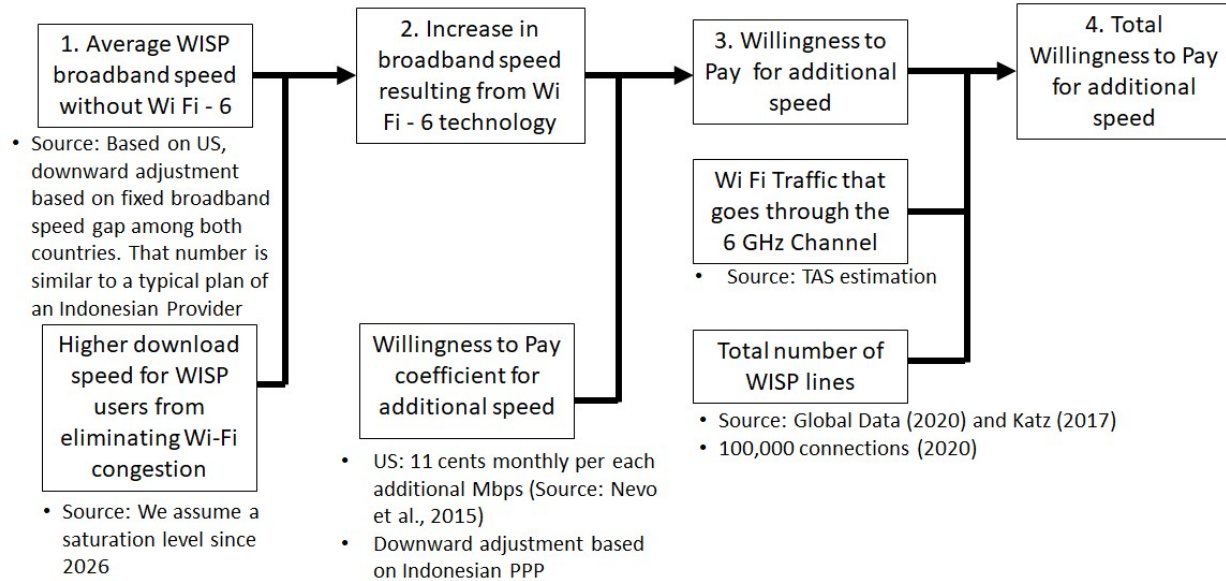 1. Average WISP
broadband speed
without Wi Fi - 6
• Source: Based on US,
downward adjustment
based on fixed broadband
speed gap among both
countries. That number is
similar to a typical plan of
an Indonesian Provider
Higher download
speed for WISP
users from
eliminating Wi-Fi
congestion
• Source: We assume a
saturation level since
2026
2. Increase in
broadband speed
resulting from Wi
Fi - 6 technology
Willingness to Pay
coefficient for
additional speed
• US: 11 cents monthly per each
additional Mbps (Source: Nevo
et al., 2015)
• Downward adjustment based
on Indonesian PPP
3. Willingness to
Pay for additional
speed
Wi Fi Traffic that
goes through the
6 GHz Channel
• Source: TAS estimation
Total number of
WISP lines
• Source: Global Data (2020) and Katz (2017)
• 100,000 connections (2020)
4. Total
Willingness to Pay
for additional
speed